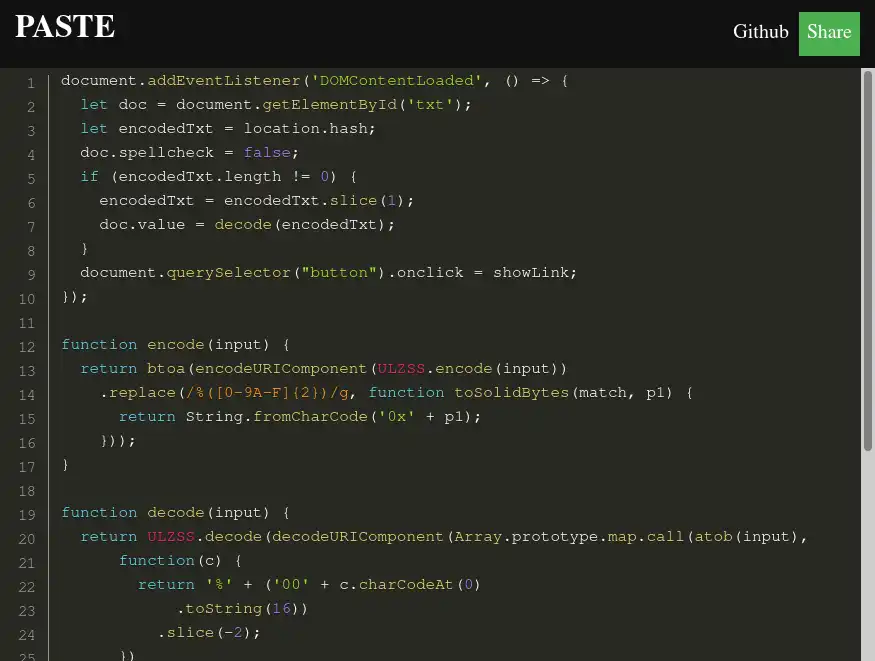 PASTE
Github Share
1 document.addEventListener('DOMContentLoaded', () => {
2   let doc = document.getElementById('txt');
3   let encodedTxt = location.hash;
4   doc.spellcheck = false;
5   if (encodedTxt.length != 0) {
6     encodedTxt = encodedTxt.slice(1);
7     doc.value = decode(encodedTxt);
8   }
9   document.querySelector("button").onclick = showLink;
10 });
11
12 function encode(input) {
13   return btoa(encodeURIComponent(ULZSS.encode(input))
14     .replace(/%([0-9A-F]{2})/g, function toSolidBytes(match, p1) {
15       return String.fromCharCode('0x' + p1);
16     }));
17 }
18
19 function decode(input) {
20   return ULZSS.decode(decodeURIComponent(Array.prototype.map.call(atob(input),
21       function(c) {
22         return '%' + ('00' + c.charCodeAt(0)
23             .toString(16))
24           .slice(-2);
25       })